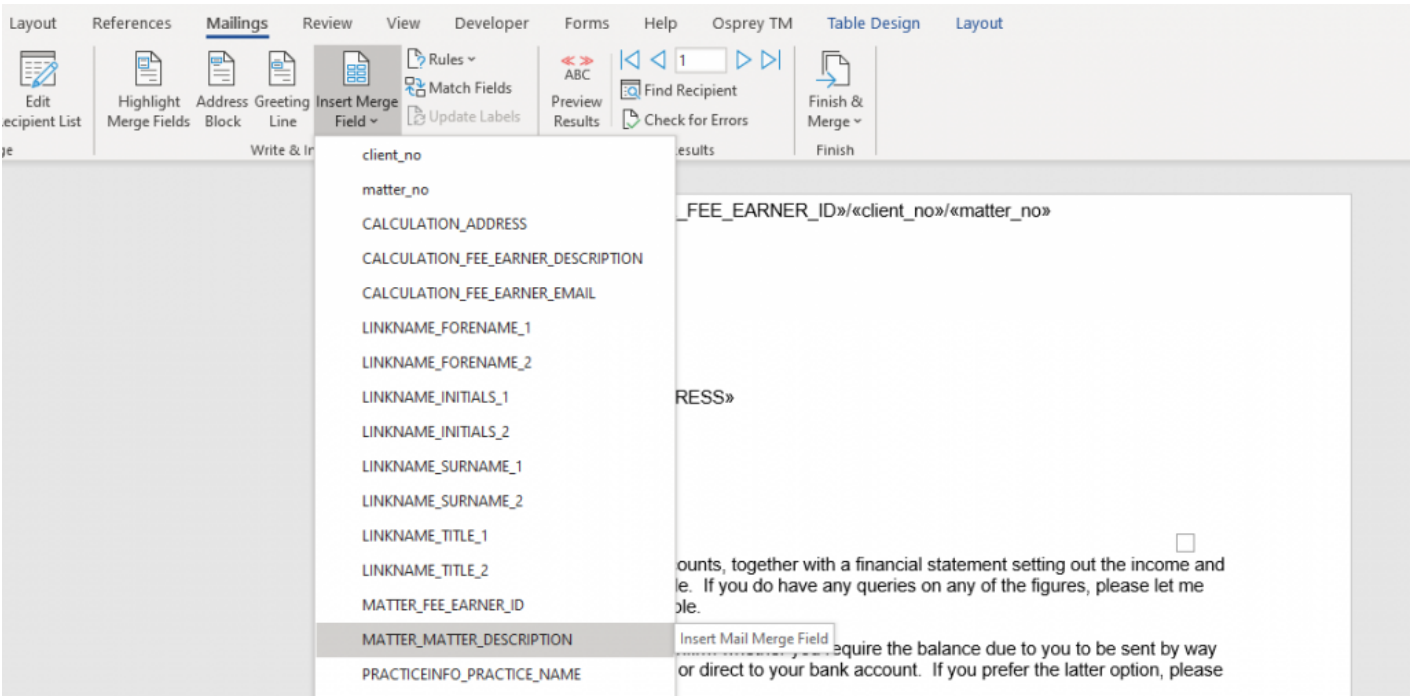 Layout References Mailings Review View Developer Forms Help Osprey TM Table Design Layout
Rules
ABC
1
Match Fields
Find Recipient
Edit Highlight Address Greeting Insert Merge Preview Finish &
ecipient List Merge Fields Block Line Field Update Labels Results Check for Errors Merge
ge Write & In esults Finish
client_no
matter_no
CALCULATION_ADDRESS
_FEE_EARNER_ID»/«client_no»/«matter_no»
CALCULATION_FEE_EARNER_DESCRIPTION
CALCULATION_FEE_EARNER_EMAIL
LINKNAME_FORENAME_1
LINKNAME_FORENAME_2
LINKNAME_INITIALS_1
RESS»
LINKNAME_INITIALS_2
LINKNAME_SURNAME_1
LINKNAME_SURNAME_2
LINKNAME_TITLE_1
LINKNAME_TITLE_2
MATTER_FEE_EARNER_ID
MATTER_MATTER_DESCRIPTION
Insert Mail Merge Field
PRACTICEINFO_PRACTICE_NAME
ounts, together with a financial statement setting out the income and
le. If you do have any queries on any of the figures, please let me
ble.
whether you require the balance due to you to be sent by way
or direct to your bank account. If you prefer the latter option, please